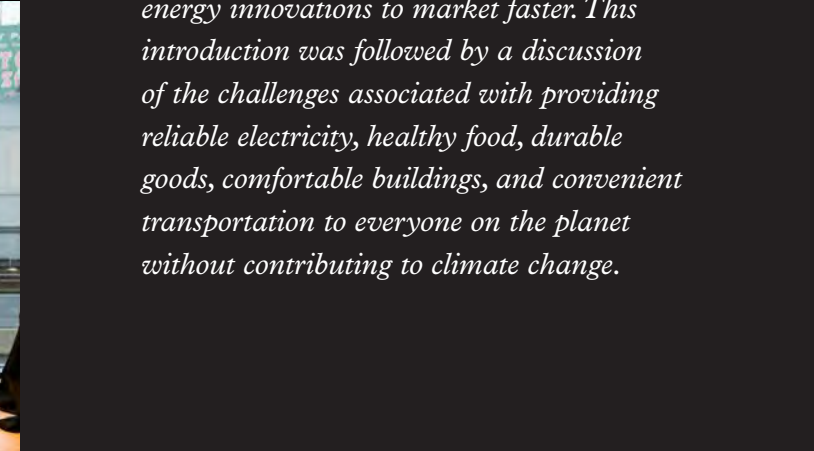 energy innovations to market faster. This
introduction was followed by a discussion
of the challenges associated with providing
reliable electricity, healthy food, durable
goods, comfortable buildings, and convenient
transportation to everyone on the planet
without contributing to climate change.